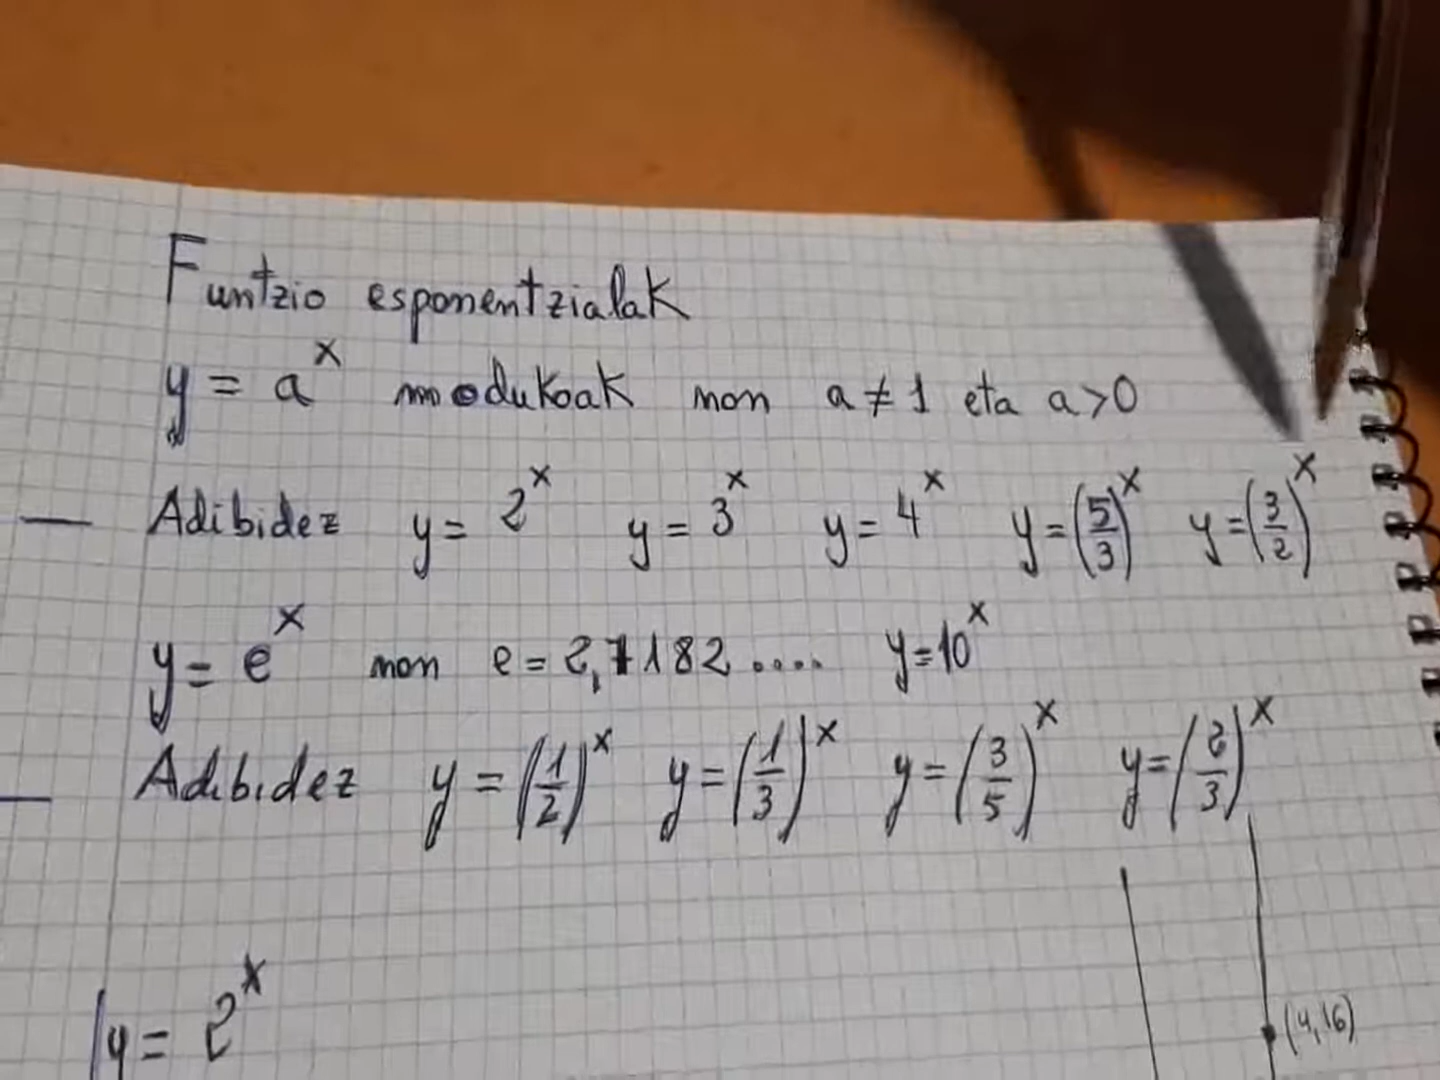 Funtzio esponentzialak
y = a^x modukoak non a ≠ 1 eta a > 0
— Adibidez y = 2^x y = 3^x y = 4^x y = (5/3)^x y = (3/2)^x
y = e^x non e = 2,7182.... y = 10^x
— Adibidez y = (1/2)^x y = (1/3)^x y = (3/5)^x y = (2/3)^x
y = 2^x
(4,16)